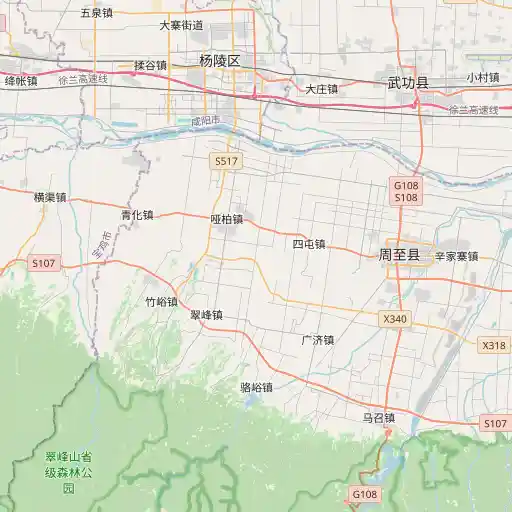 五泉镇
大寨街道
杨陵区
揉谷镇
绛帐镇
徐兰高速线
武功县
小村镇
大庄镇
徐兰高速线
咸阳市
S517
G108
S108
横渠镇
青化镇
哑柏镇
宝鸡市
四屯镇
周至县
辛家寨镇
S107
竹峪镇
翠峰镇
X340
广济镇
X318
骆峪镇
马召镇
S107
翠峰山省
级森林公
园
G108